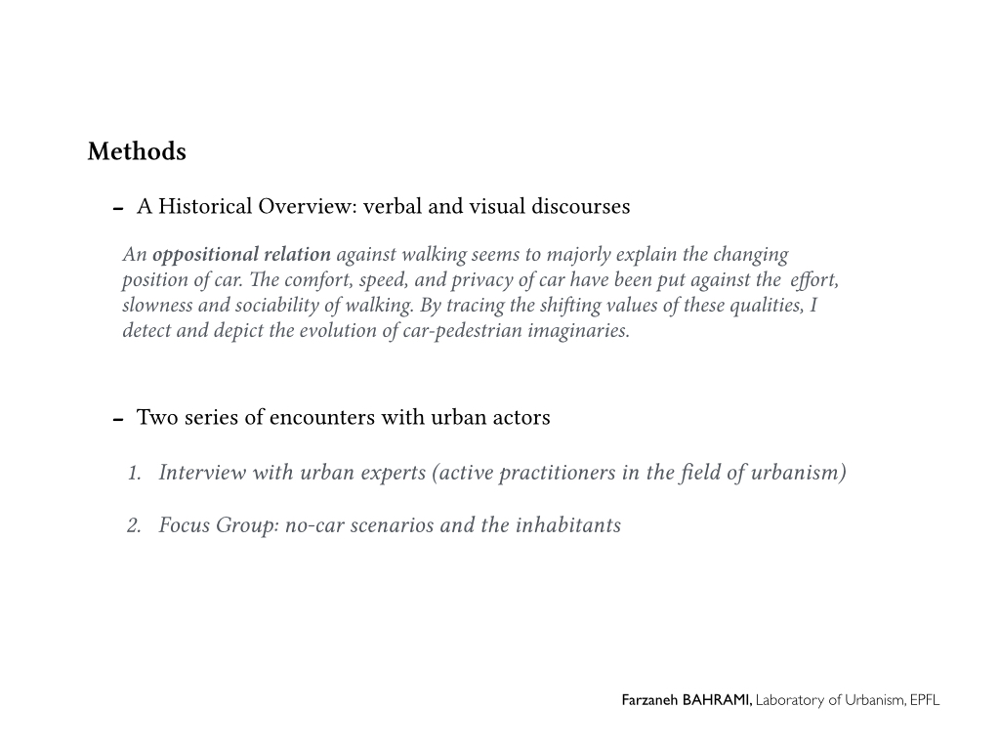 Methods
– A Historical Overview: verbal and visual discourses
An oppositional relation against walking seems to majorly explain the changing
position of car. The comfort, speed, and privacy of car have been put against the effort,
slowness and sociability of walking. By tracing the shifting values of these qualities, I
detect and depict the evolution of car-pedestrian imaginaries.
– Two series of encounters with urban actors
1. Interview with urban experts (active practitioners in the field of urbanism)
2. Focus Group: no-car scenarios and the inhabitants
Farzaneh BAHRAMI, Laboratory of Urbanism, EPFL